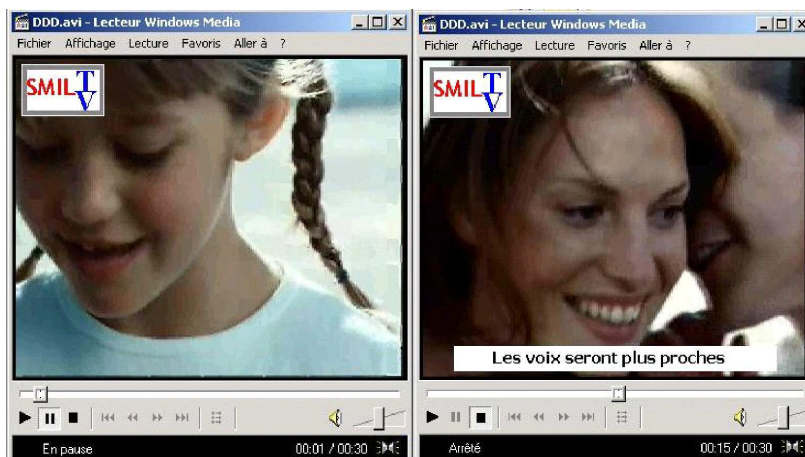 DDD.avi - Lecteur Windows Media
Fichier Affichage Lecture Favoris Aller à ?
SMIL TV
En pause
00:01 / 00:30
DDD.avi - Lecteur Windows Media
Fichier Affichage Lecture Favoris Aller à ?
SMIL TV
Les voix seront plus proches
Arrêté
00:15 / 00:30